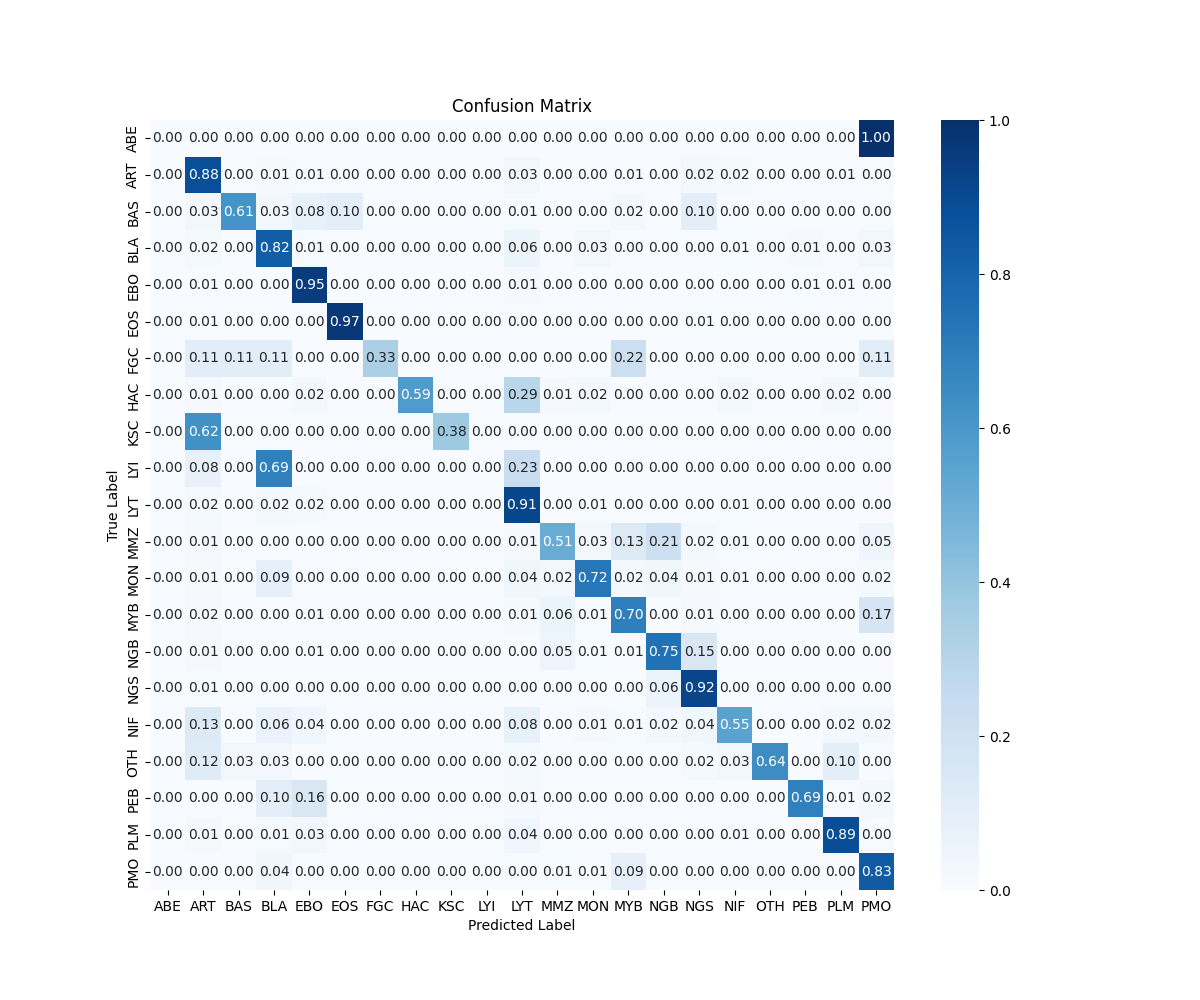 Confusion Matrix
ABE 0.00 0.00 0.00 0.00 0.00 0.00 0.00 0.00 0.00 0.00 0.00 0.00 0.00 0.00 0.00 0.00 0.00 0.00 0.00 0.00 1.00
ART 0.00 0.88 0.00 0.01 0.01 0.00 0.00 0.00 0.00 0.00 0.03 0.00 0.00 0.01 0.00 0.02 0.02 0.00 0.00 0.01 0.00
BAS 0.00 0.03 0.61 0.03 0.08 0.10 0.00 0.00 0.00 0.00 0.01 0.00 0.00 0.02 0.00 0.10 0.00 0.00 0.00 0.00 0.00
BLA 0.00 0.02 0.00 0.82 0.01 0.00 0.00 0.00 0.00 0.00 0.06 0.00 0.03 0.00 0.00 0.00 0.01 0.00 0.01 0.00 0.03
EBO 0.00 0.01 0.00 0.00 0.95 0.00 0.00 0.00 0.00 0.00 0.01 0.00 0.00 0.00 0.00 0.00 0.00 0.00 0.01 0.01 0.00
EOS 0.00 0.01 0.00 0.00 0.00 0.97 0.00 0.00 0.00 0.00 0.00 0.00 0.00 0.00 0.00 0.01 0.00 0.00 0.00 0.00 0.00
FGC 0.00 0.11 0.11 0.11 0.00 0.00 0.33 0.00 0.00 0.00 0.00 0.00 0.00 0.22 0.00 0.00 0.00 0.00 0.00 0.00 0.11
HAC 0.00 0.01 0.00 0.00 0.02 0.00 0.00 0.59 0.00 0.00 0.29 0.01 0.02 0.00 0.00 0.00 0.02 0.00 0.00 0.02 0.00
KSC 0.00 0.62 0.00 0.00 0.00 0.00 0.00 0.00 0.38 0.00 0.00 0.00 0.00 0.00 0.00 0.00 0.00 0.00 0.00 0.00 0.00
LYI 0.00 0.08 0.00 0.69 0.00 0.00 0.00 0.00 0.00 0.00 0.23 0.00 0.00 0.00 0.00 0.00 0.00 0.00 0.00 0.00 0.00
LYT 0.00 0.02 0.00 0.02 0.02 0.00 0.00 0.00 0.00 0.00 0.91 0.00 0.01 0.00 0.00 0.00 0.01 0.00 0.00 0.00 0.00
MMZ 0.00 0.01 0.00 0.00 0.00 0.00 0.00 0.00 0.00 0.00 0.01 0.51 0.03 0.13 0.21 0.02 0.01 0.00 0.00 0.00 0.05
MON 0.00 0.01 0.00 0.09 0.00 0.00 0.00 0.00 0.00 0.00 0.04 0.02 0.72 0.02 0.04 0.01 0.01 0.00 0.00 0.00 0.02
MYB 0.00 0.02 0.00 0.00 0.01 0.00 0.00 0.00 0.00 0.00 0.01 0.06 0.01 0.70 0.00 0.01 0.00 0.00 0.00 0.00 0.17
NGB 0.00 0.01 0.00 0.00 0.01 0.00 0.00 0.00 0.00 0.00 0.00 0.05 0.01 0.01 0.75 0.15 0.00 0.00 0.00 0.00 0.00
NGS 0.00 0.01 0.00 0.00 0.00 0.00 0.00 0.00 0.00 0.00 0.00 0.00 0.00 0.00 0.06 0.92 0.00 0.00 0.00 0.00 0.00
NIF 0.00 0.13 0.00 0.06 0.04 0.00 0.00 0.00 0.00 0.00 0.08 0.00 0.01 0.01 0.02 0.04 0.55 0.00 0.00 0.02 0.02
OTH 0.00 0.12 0.03 0.03 0.00 0.00 0.00 0.00 0.00 0.00 0.02 0.00 0.00 0.00 0.00 0.02 0.03 0.64 0.00 0.10 0.00
PEB 0.00 0.00 0.00 0.10 0.16 0.00 0.00 0.00 0.00 0.00 0.01 0.00 0.00 0.00 0.00 0.00 0.00 0.00 0.69 0.01 0.02
PLM 0.00 0.01 0.00 0.01 0.03 0.00 0.00 0.00 0.00 0.00 0.04 0.00 0.00 0.00 0.00 0.00 0.01 0.00 0.00 0.89 0.00
PMO 0.00 0.00 0.00 0.04 0.00 0.00 0.00 0.00 0.00 0.00 0.00 0.01 0.01 0.09 0.00 0.00 0.00 0.00 0.00 0.00 0.83
ABE ART BAS BLA EBO EOS FGC HAC KSC LYI LYT MMZ MON MYB NGB NGS NIF OTH PEB PLM PMO
Predicted Label
True Label
1.0
0.8
0.6
0.4
0.2
0.0